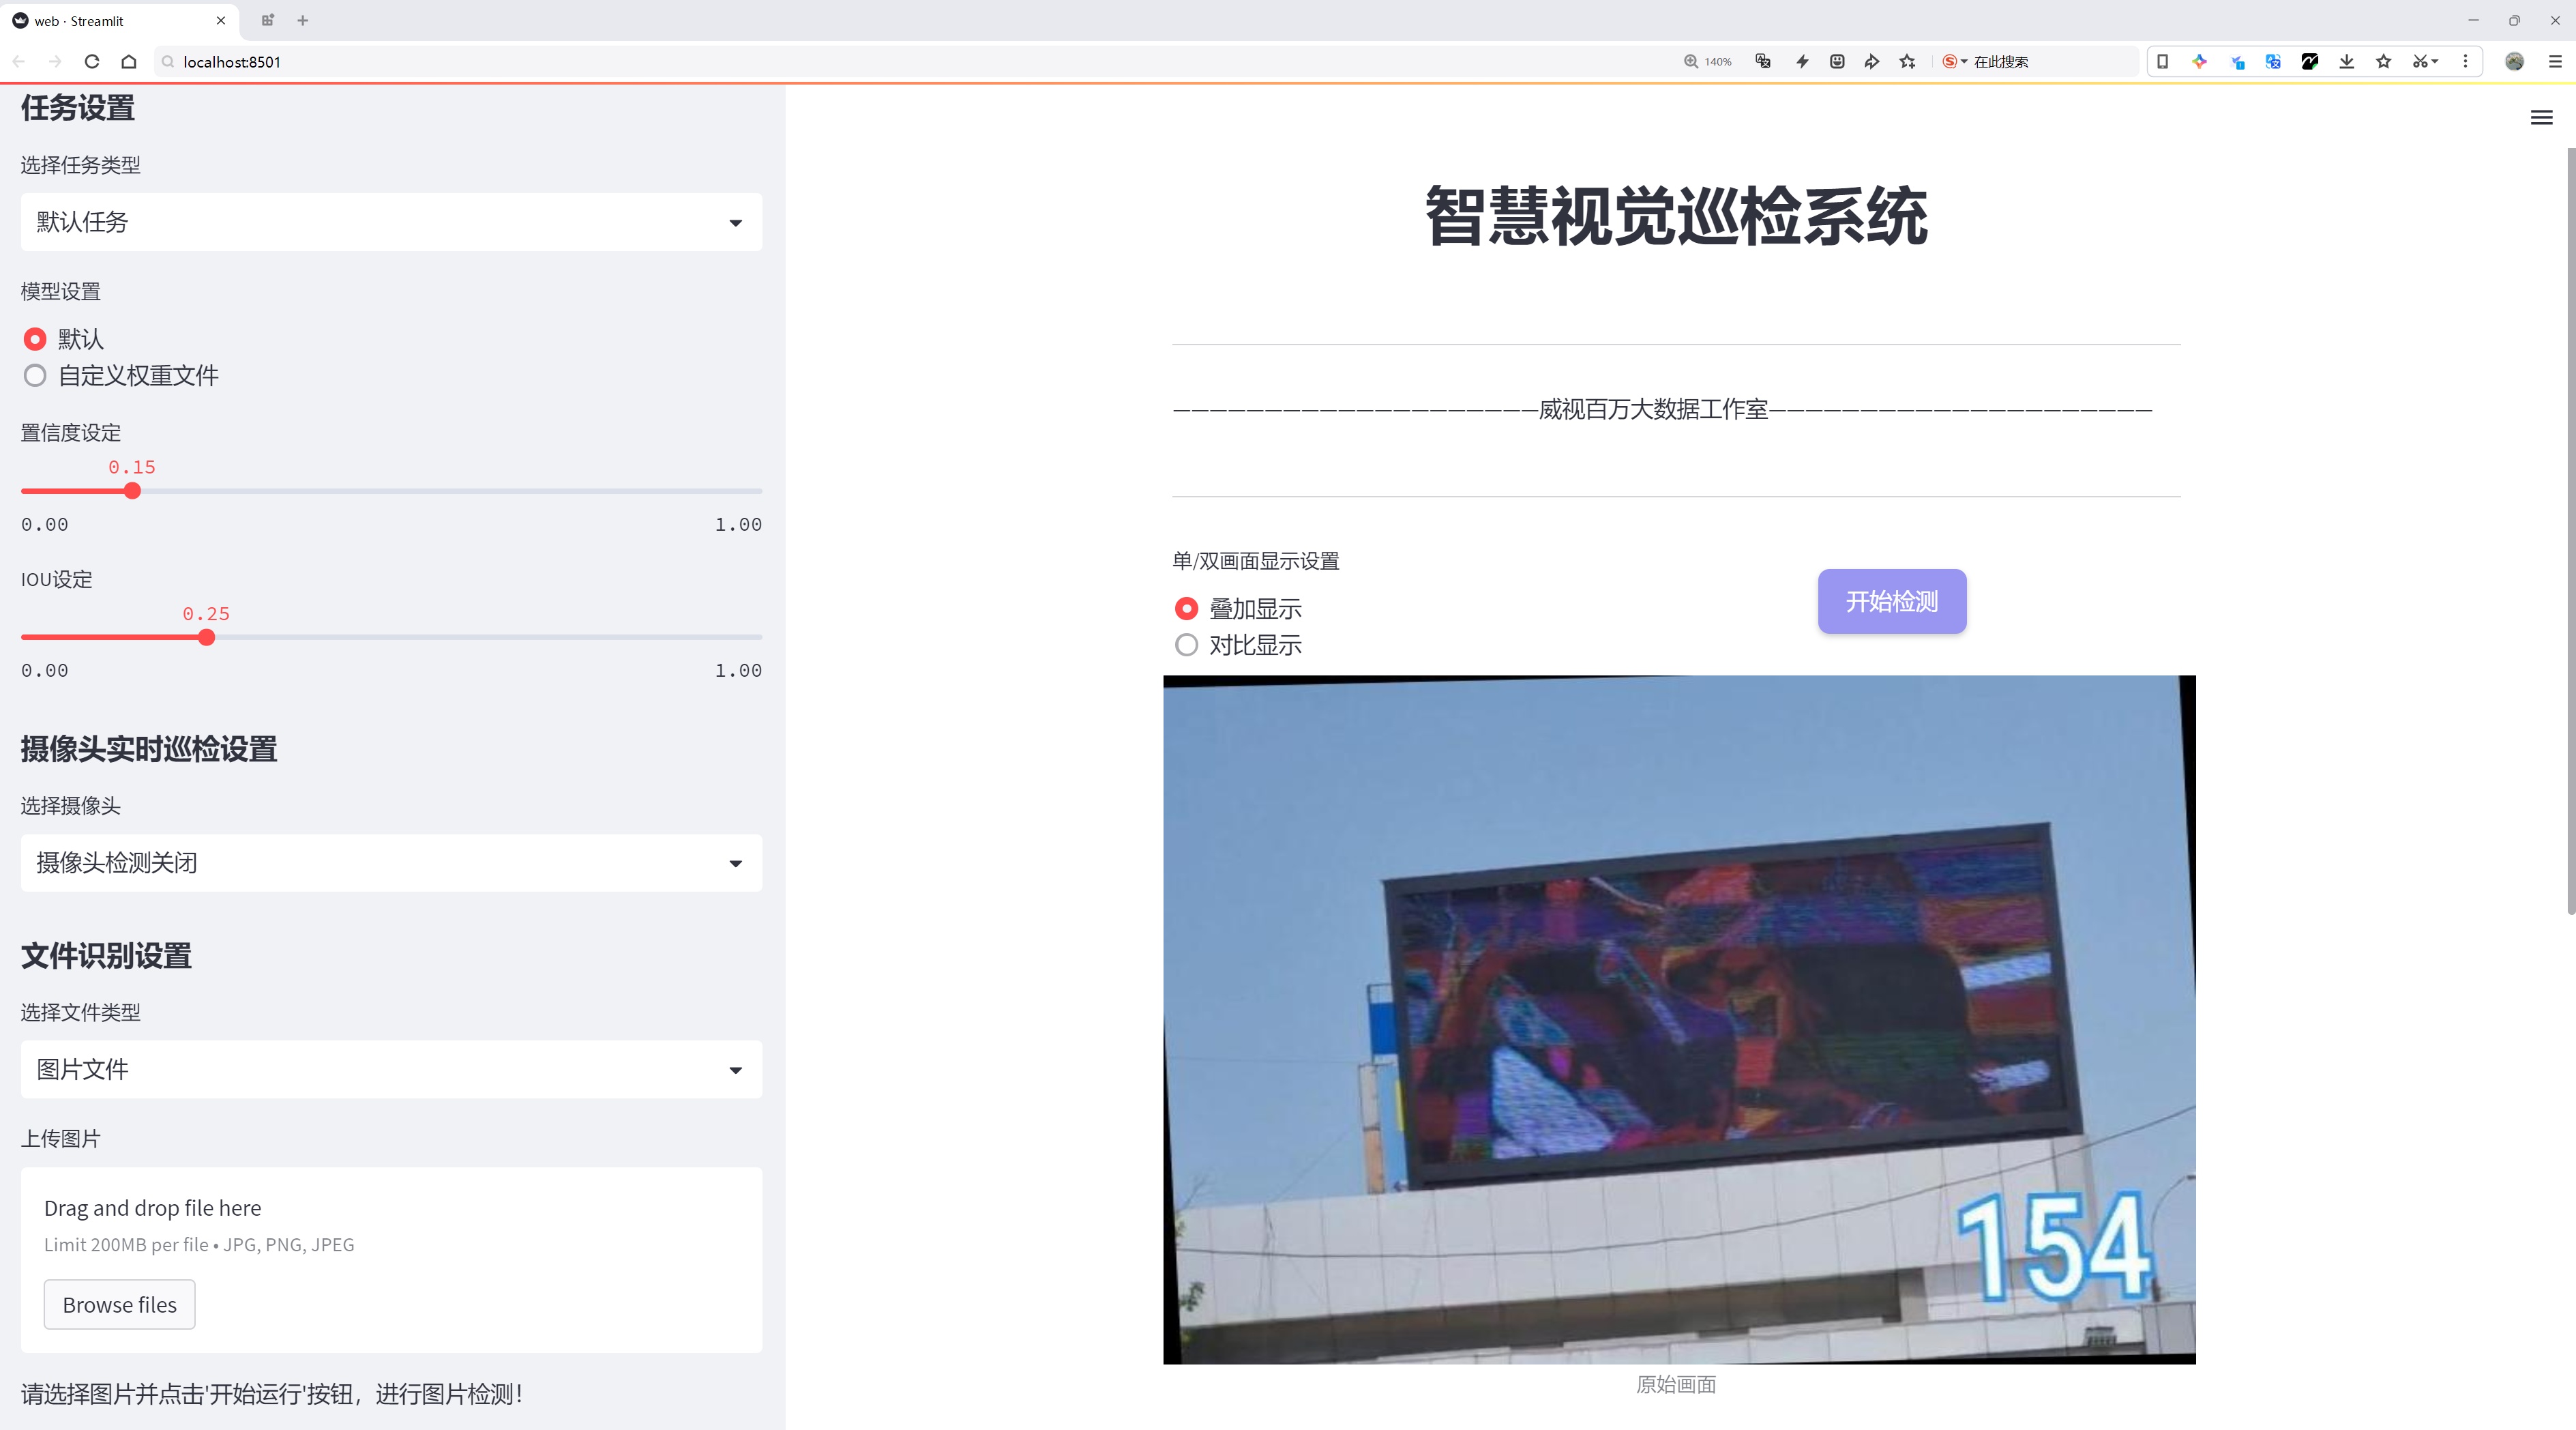 web · Streamlit
localhost:8501
140%
在此搜索
任务设置
选择任务类型
默认任务
模型设置
默认
自定义权重文件
置信度设定
0.15
0.00 1.00
IOU设定
0.25
0.00 1.00
摄像头实时巡检设置
选择摄像头
摄像头检测关闭
文件识别设置
选择文件类型
图片文件
上传图片
Drag and drop file here
Limit 200MB per file • JPG, PNG, JPEG
Browse files
请选择图片并点击'开始运行'按钮，进行图片检测！
智慧视觉巡检系统
————————————————————威视百万大数据工作室—————————————————————
单/双画面显示设置
叠加显示
对比显示
开始检测
154
原始画面